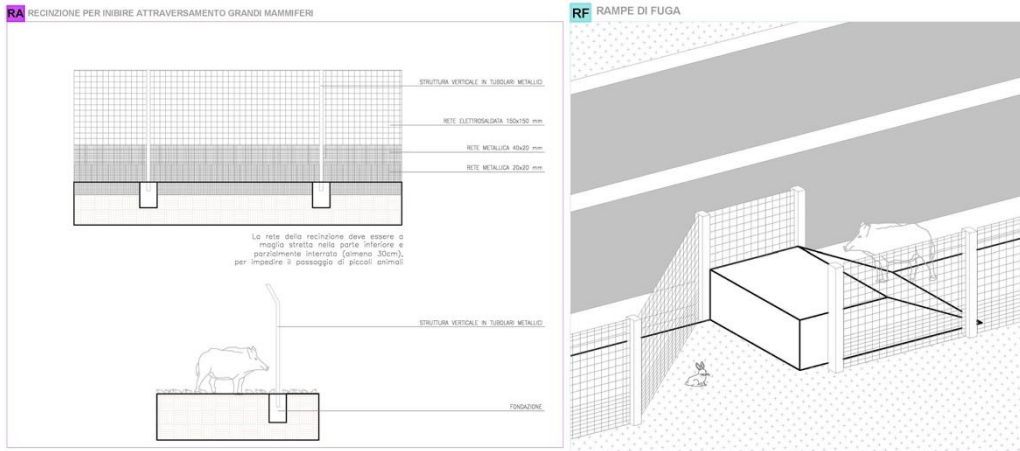 RA RECINZIONE PER INIBIRE ATTRAVERSAMENTO GRANDI MAMMIFERI
STRUTTURA VERTICALE IN TUBOLARI METALLICI
RETE ELETTROSALDATA 150x150 mm
RETE METALLICA 40x20 mm
RETE METALLICA 20x20 mm
La rete della recinzione deve essere a
maglia stretta nella parte inferiore e
parzialmente interrata (almeno 30cm),
per impedire il passaggio di piccoli animali
STRUTTURA VERTICALE IN TUBOLARI METALLICI
FONDAZIONE
RF RAMPE DI FUGA